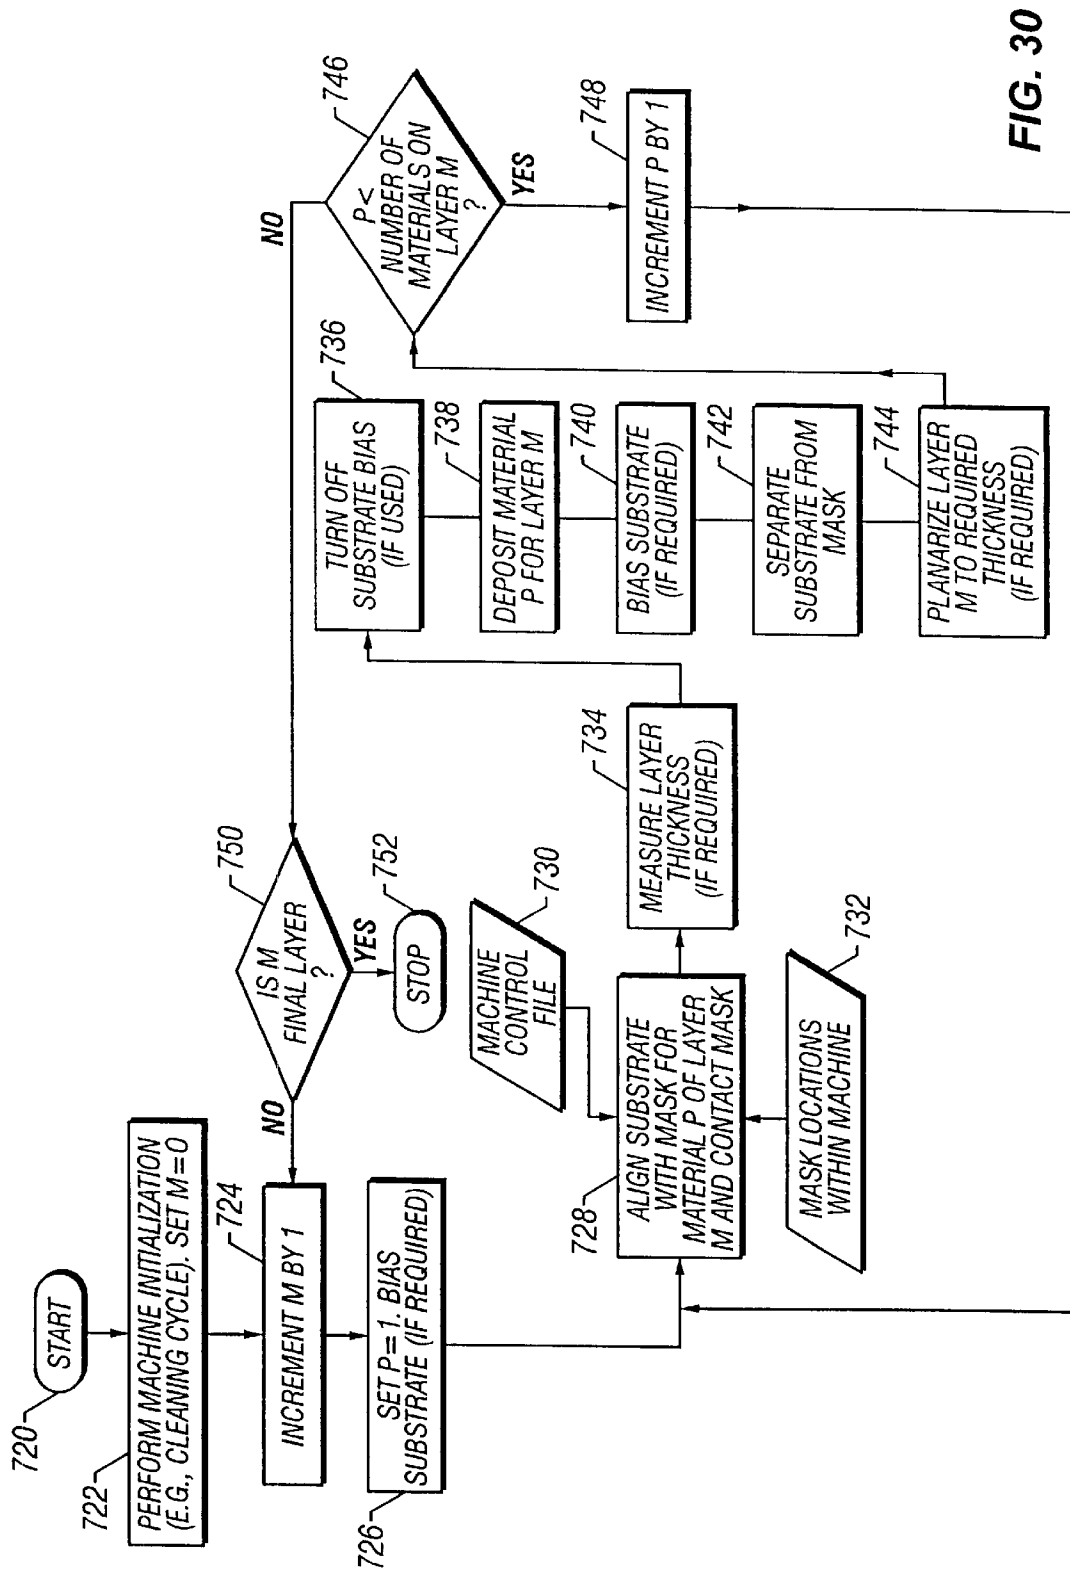 720
START
722
PERFORM MACHINE INITIALIZATION
(E.G., CLEANING CYCLE). SET M=0
724
INCREMENT M BY 1
726
SET P=1. BIAS
SUBSTRATE (IF REQUIRED)
728
ALIGN SUBSTRATE
WITH MASK FOR
MATERIAL P OF LAYER
M AND CONTACT MASK
730
MACHINE
CONTROL
FILE
732
MASK LOCATIONS
WITHIN MACHINE
734
MEASURE LAYER
THICKNESS
(IF REQUIRED)
736
TURN OFF
SUBSTRATE BIAS
(IF USED)
738
DEPOSIT MATERIAL
P FOR LAYER M
740
BIAS SUBSTRATE
(IF REQUIRED)
742
SEPARATE
SUBSTRATE FROM
MASK
744
PLANARIZE LAYER
M TO REQUIRED
THICKNESS
(IF REQUIRED)
746
P<
NUMBER OF
MATERIALS ON
LAYER M
?
YES
NO
748
INCREMENT P BY 1
750
IS M
FINAL LAYER
?
NO
YES
752
STOP
FIG. 30